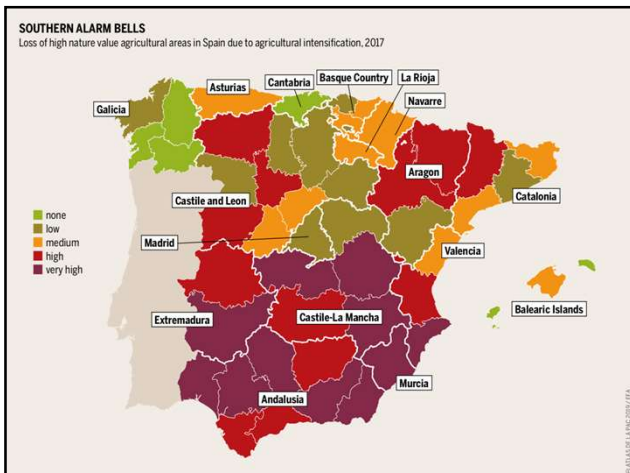 SOUTHERN ALARM BELLS
Loss of high nature value agricultural areas in Spain due to agricultural intensification, 2017
Asturias
Cantabria
Basque Country
La Rioja
Galicia
Navarre
Aragon
Catalonia
Castile and Leon
none
low
medium
high
very high
Madrid
Valencia
Balearic Islands
Extremadura
Castile-La Mancha
Murcia
Andalusia